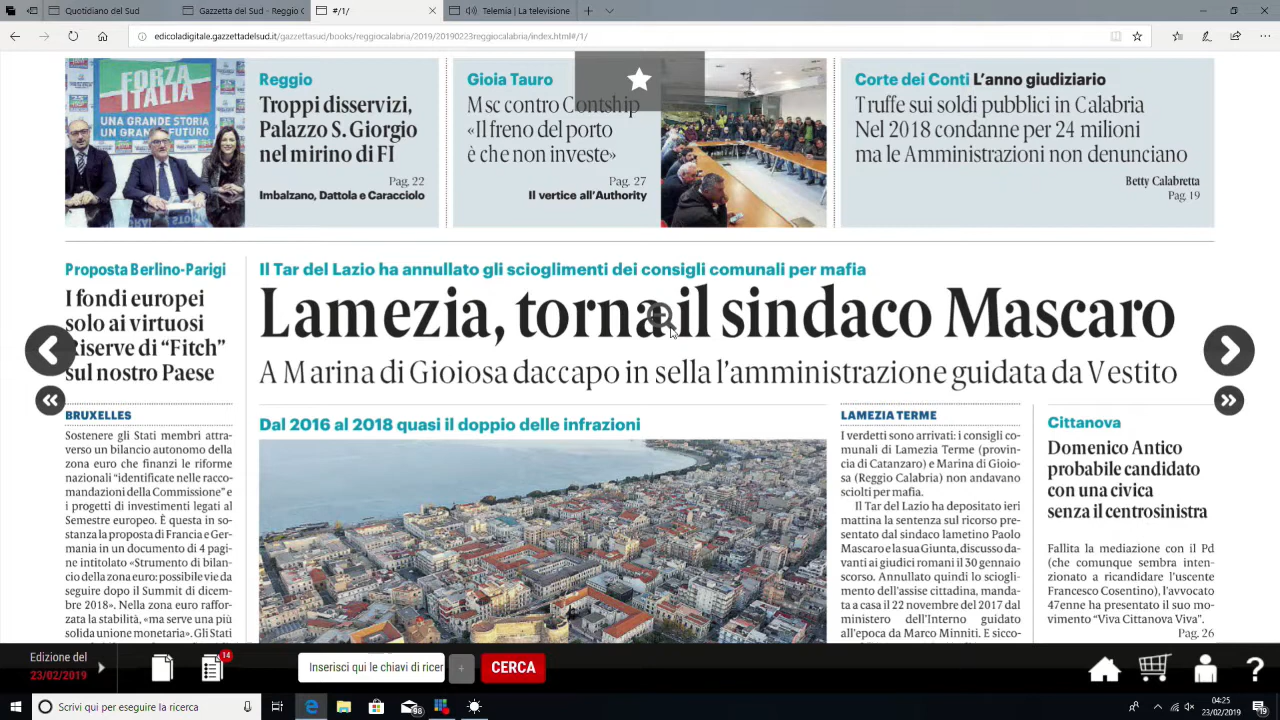 Quotidiano del Sud
#/1/
Telemia | La Televisione
edicoladigitale.gazzettadelsud.it/gazzettasud/books/reggiocalabria/2019/20190223reggiocalabria/index.html#/1/
FORZA
ITALIA
UNA GRANDE STORIA
UN GRANDE FUTURO
Reggio
Troppi disservizi,
Palazzo S. Giorgio
nel mirino di FI
Pag. 22
Imbalzano, Dattola e Caracciolo
Gioia Tauro
Msc contro Contship
«Il freno del porto
è che non investe»
Pag. 27
Il vertice all'Authority
Corte dei Conti L'anno giudiziario
Truffe sui soldi pubblici in Calabria
Nel 2018 condanne per 24 milioni
ma le Amministrazioni non denunciano
Betty Calabretta
Pag. 19
Proposta Berlino-Parigi
I fondi europei
solo ai virtuosi
Riserve di “Fitch”
sul nostro Paese
BRUXELLES
Sostenere gli Stati membri attra-
verso un bilancio autonomo della
zona euro che finanzi le riforme
nazionali “identificate nelle racco-
mandazioni della Commissione” e
i progetti di investimenti legati al
Semestre europeo. È questa in so-
stanza la proposta di Francia e Ger-
mania in un documento di 4 pagi-
ne intitolato «Strumento di bilan-
cio della zona euro: possibile vie da
seguire dopo il Summit di dicem-
bre 2018». Nella zona euro raffor-
zata la stabilità, «ma serve una più
solida unione monetaria». Gli Stati
Il Tar del Lazio ha annullato gli scioglimenti dei consigli comunali per mafia
Lamezia, torna il sindaco Mascaro
A Marina di Gioiosa daccapo in sella l'amministrazione guidata da Vestito
Dal 2016 al 2018 quasi il doppio delle infrazioni
LAMEZIA TERME
I verdetti sono arrivati: i consigli co-
munali di Lamezia Terme (provin-
cia di Catanzaro) e Marina di Gioio-
sa (Reggio Calabria) non andavano
sciolti per mafia.
Il Tar del Lazio ha depositato ieri
mattina la sentenza sul ricorso pre-
sentato dal sindaco lametino Paolo
Mascaro e la sua Giunta, discusso da-
vanti ai giudici romani il 30 gennaio
scorso. Annullato quindi lo sciogli-
mento dell'assise cittadina, manda-
ta a casa il 22 novembre del 2017 dal
ministero dell'Interno guidato
all'epoca da Marco Minniti. E sicco-
Cittanova
Domenico Antico
probabile candidato
con una civica
senza il centrosinistra
Fallita la mediazione con il Pd
(che comunque sembra inten-
zionato a ricandidare l'uscente
Francesco Cosentino), l'avvocato
47enne ha presentato il suo mo-
vimento “Viva Cittanova Viva”.
Pag. 26
Edizione del
23/02/2019
14
Inserisci qui le chiavi di ricer
+
CERCA
?
Scrivi qui per eseguire la ricerca
98
04:25
23/02/2019
19